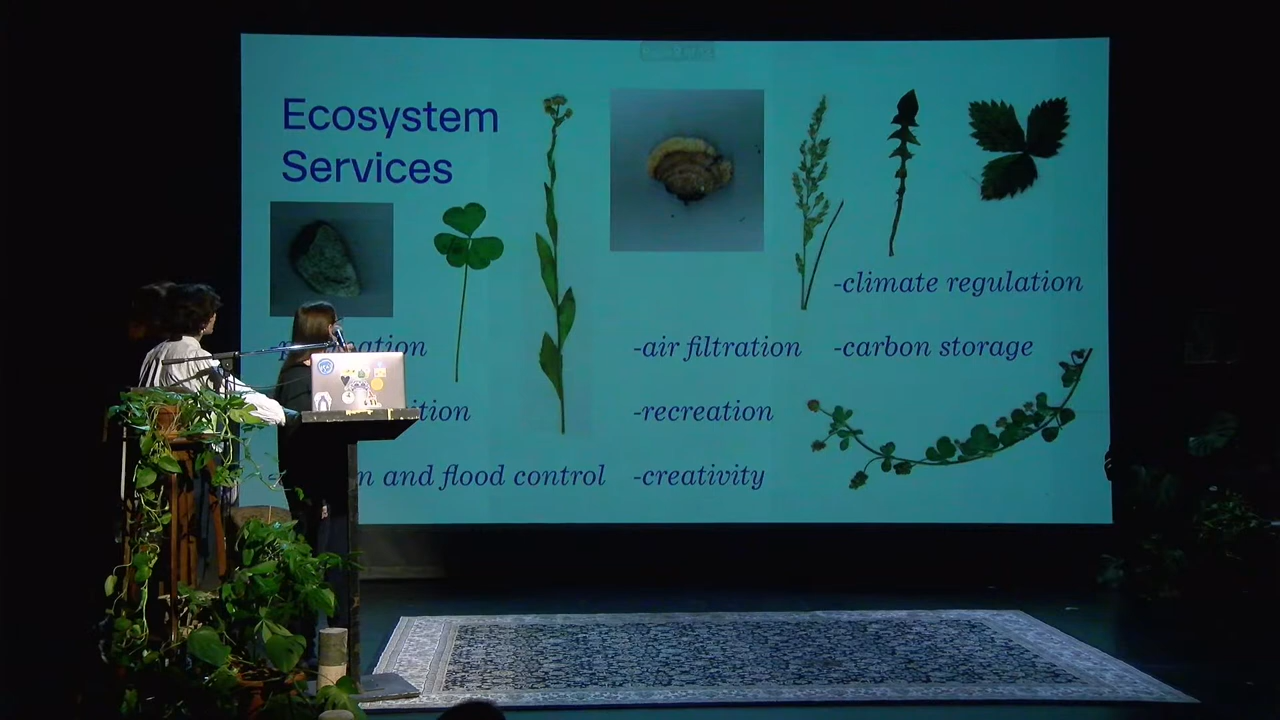 Ecosystem
Services
-climate regulation
-air filtration
-carbon storage
-recreation
and flood control
-creativity